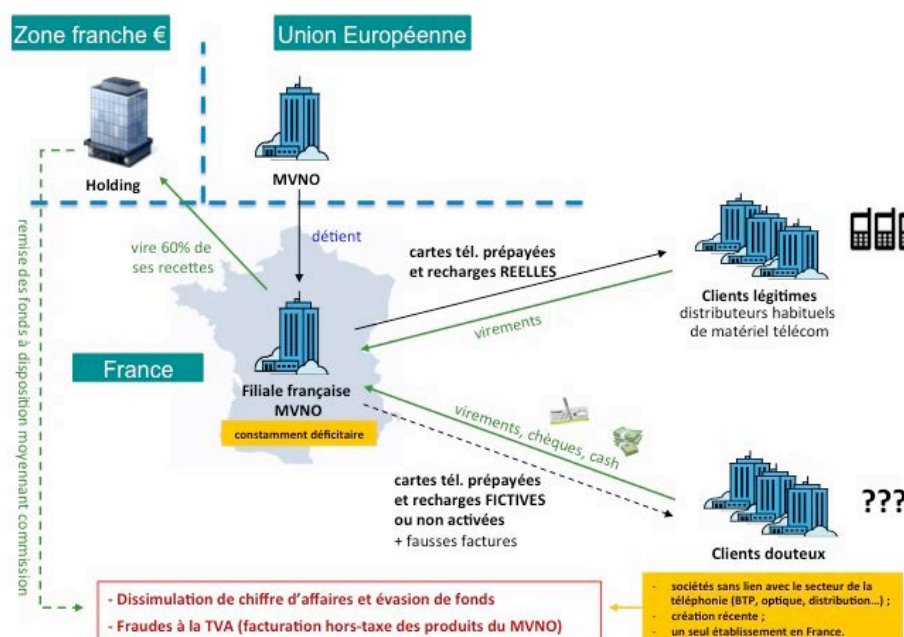 Zone franche €
Union Européenne
Holding
MVNO
remise des fonds à disposition moyennant commission
vire 60% de
ses recettes
détient
cartes tél. prépayées
et recharges REELLES
virements
Clients légitimes
distributeurs habituels
de matériel télécom
France
Filiale française
MVNO
constamment déficitaire
virements, chèques, cash
cartes tél. prépayées
et recharges FICTIVES
ou non activées
+ fausses factures
???
Clients douteux
- Dissimulation de chiffre d'affaires et évasion de fonds
- Fraudes à la TVA (facturation hors-taxe des produits du MVNO)
- sociétés sans lien avec le secteur de la
téléphonie (BTP, optique, distribution...) ;
- création récente ;
- un seul établissement en France.